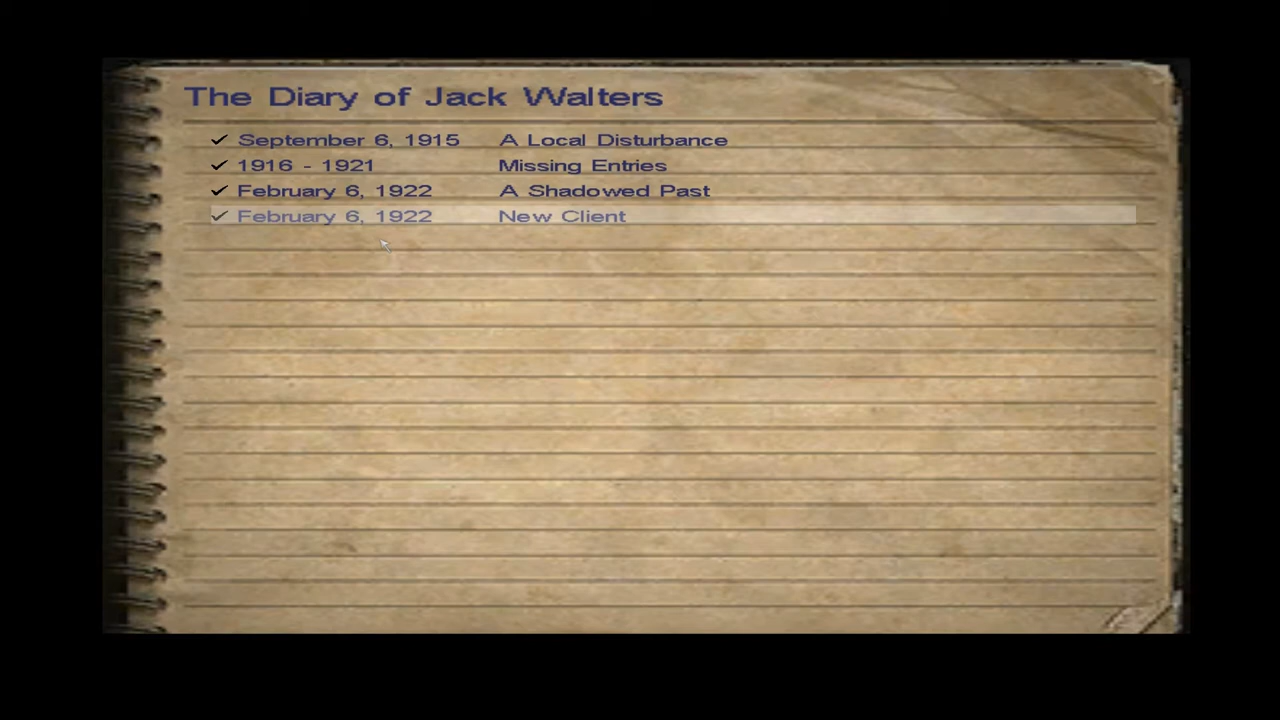 The Diary of Jack Walters
✓ September 6, 1915 A Local Disturbance
✓ 1916 - 1921 Missing Entries
✓ February 6, 1922 A Shadowed Past
✓ February 6, 1922 New Client